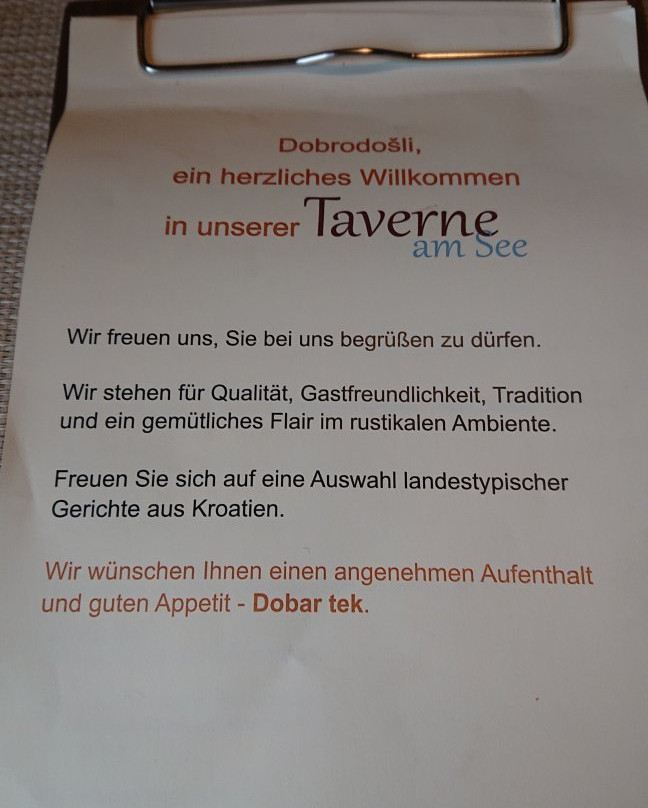 Dobrodošli,
ein herzliches Willkommen
in unserer Taverne
am See
Wir freuen uns, Sie bei uns begrüßen zu dürfen.
Wir stehen für Qualität, Gastfreundlichkeit, Tradition
und ein gemütliches Flair im rustikalen Ambiente.
Freuen Sie sich auf eine Auswahl landestypischer
Gerichte aus Kroatien.
Wir wünschen Ihnen einen angenehmen Aufenthalt
und guten Appetit - Dobar tek.